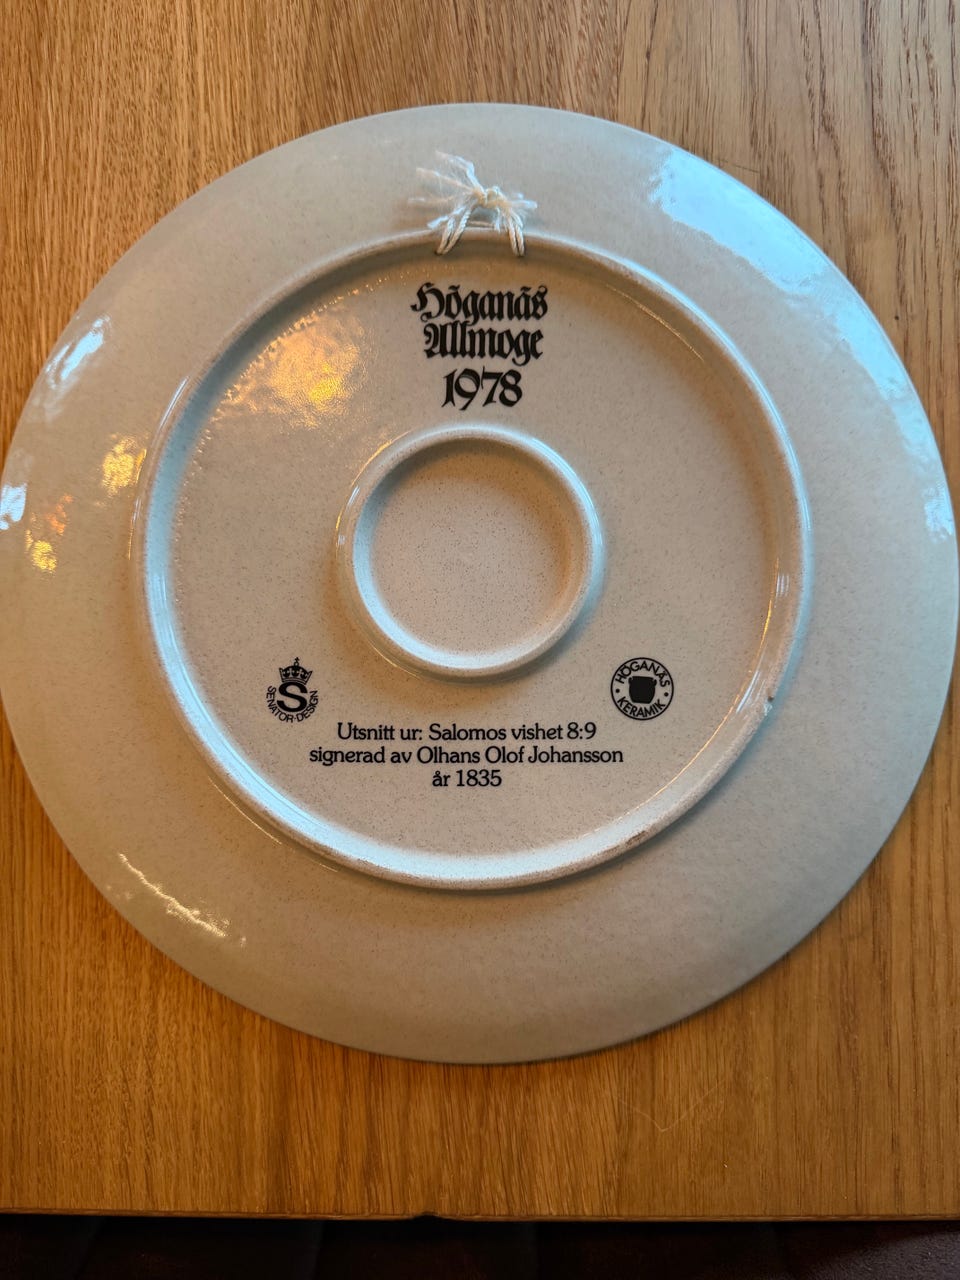 Höganäs
Allmoge
1978
S
SENATOR-DESIGN
HÖGANÄS
KERAMIK
Utsnitt ur: Salomos vishet 8:9
signerad av Olhans Olof Johansson
år 1835